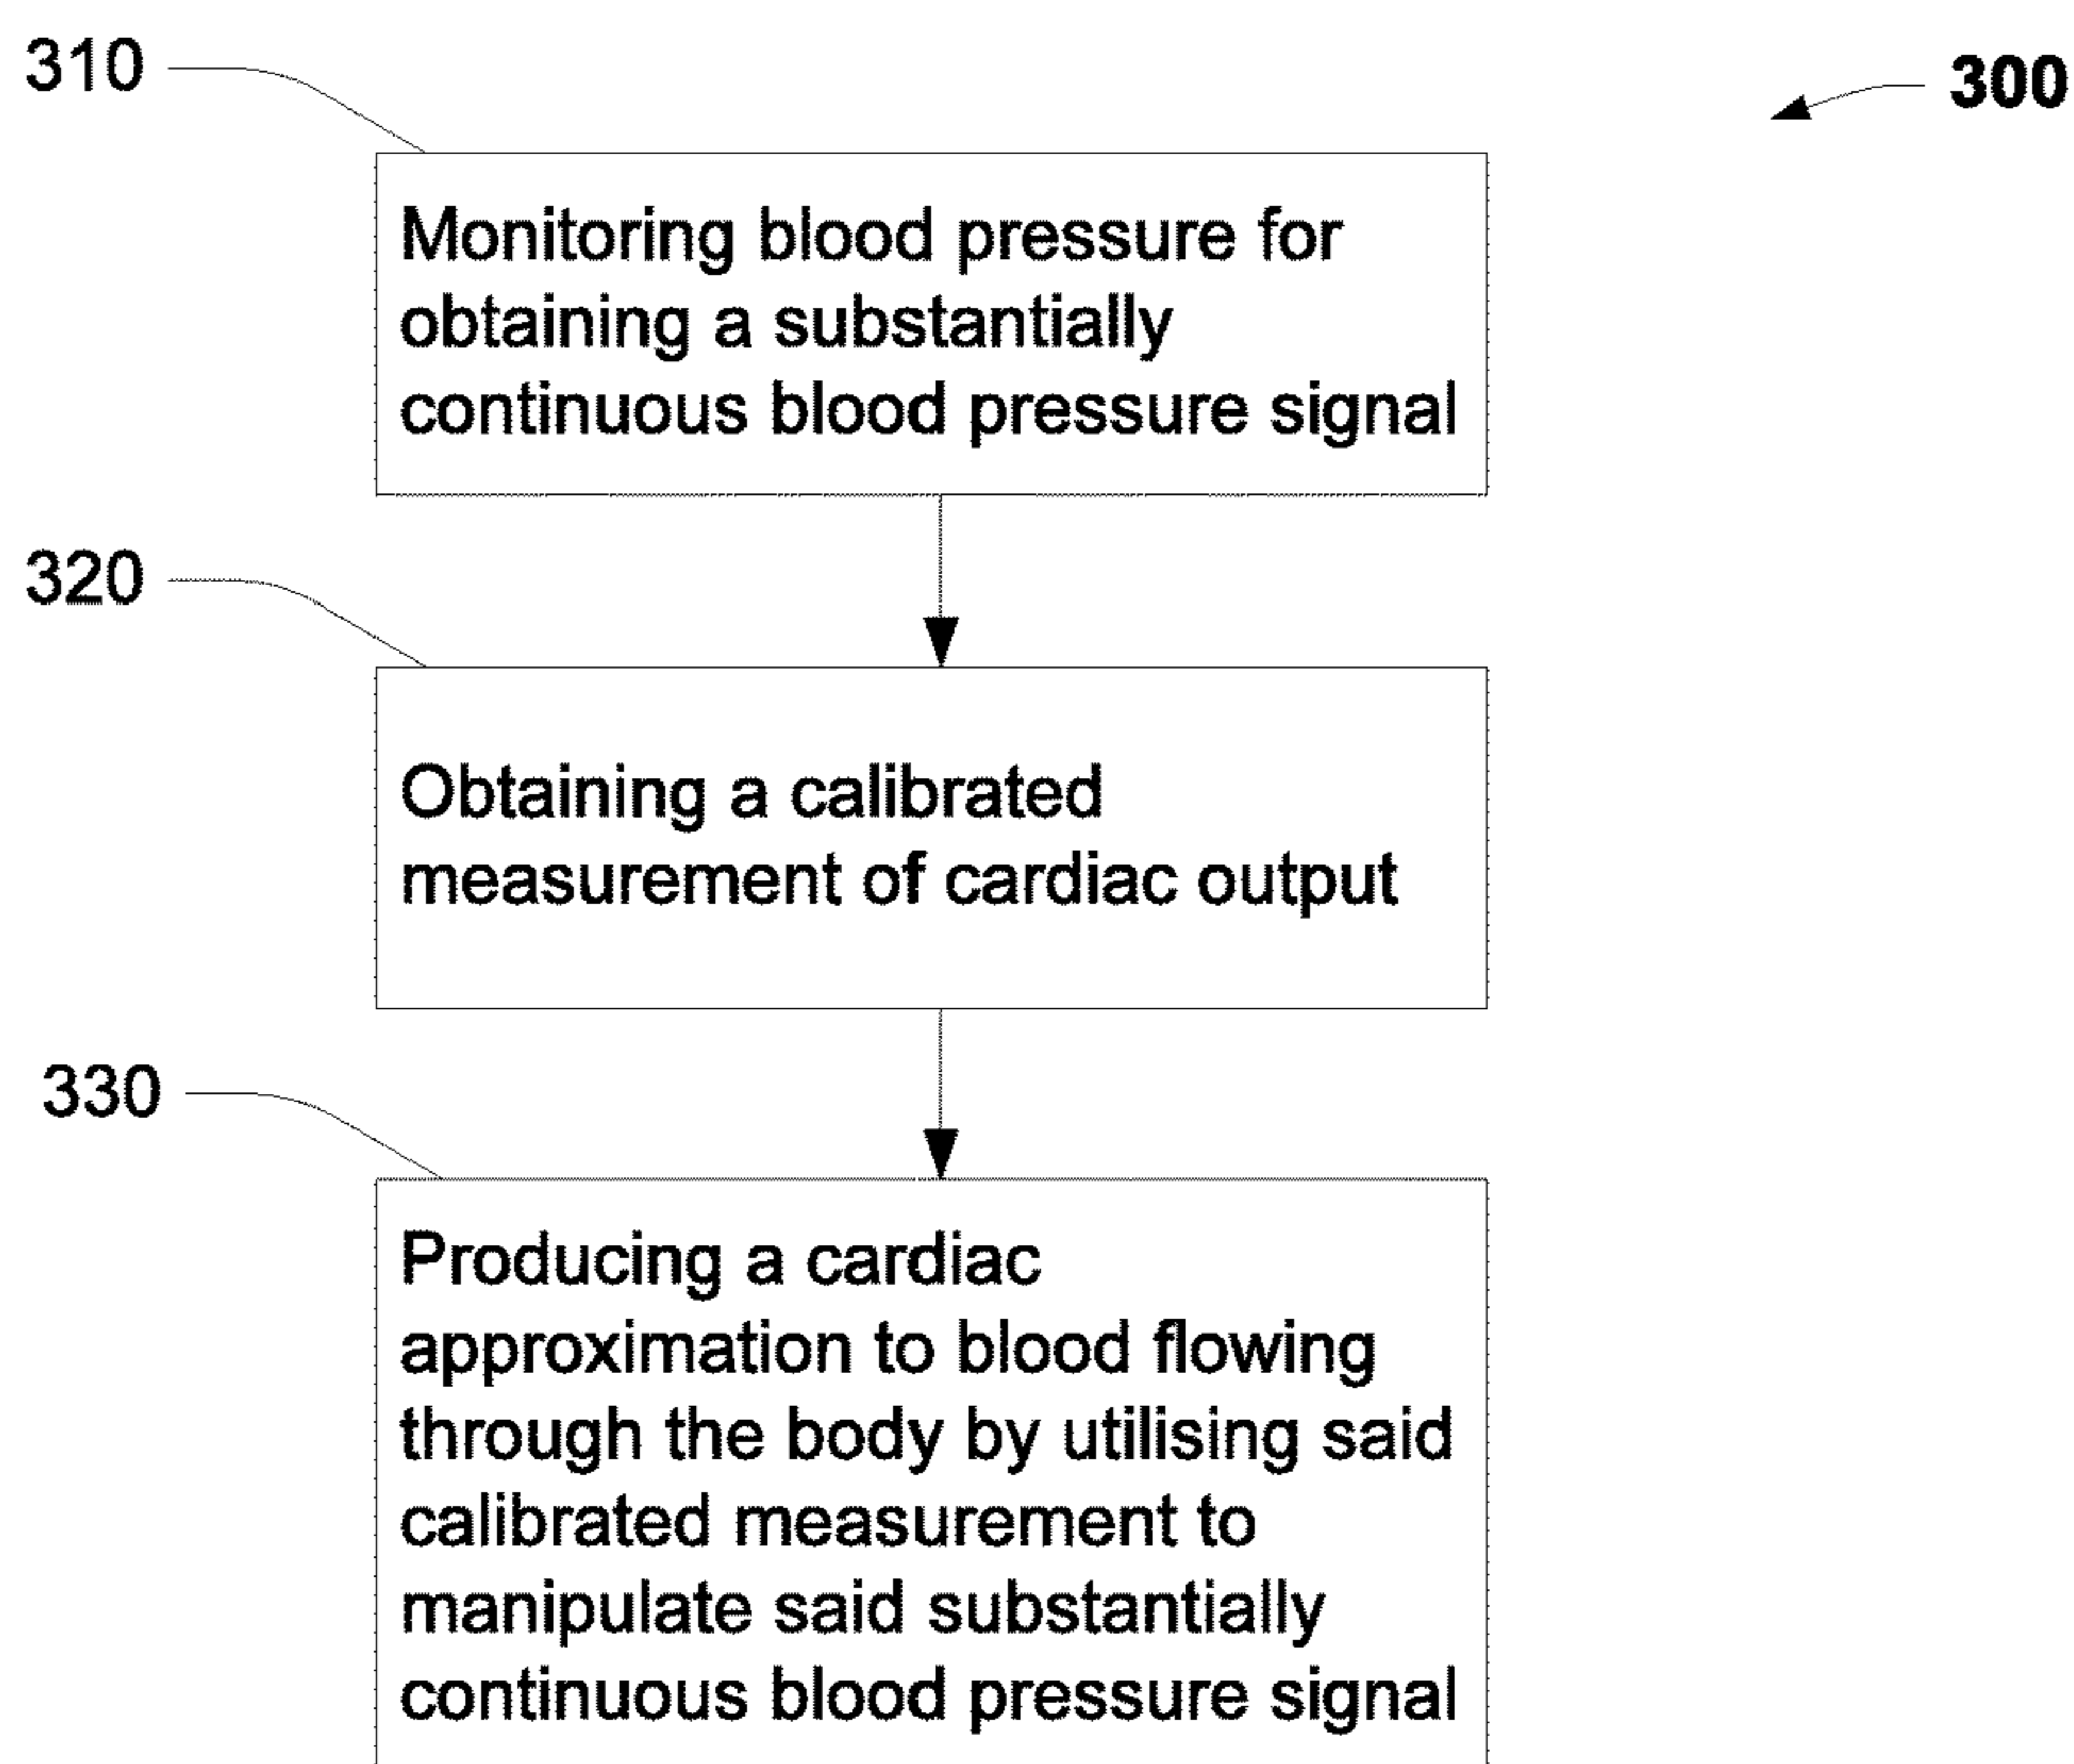 310
300
Monitoring blood pressure for
obtaining a substantially
continuous blood pressure signal
320
Obtaining a calibrated
measurement of cardiac output
330
Producing a cardiac
approximation to blood flowing
through the body by utilising said
calibrated measurement to
manipulate said substantially
continuous blood pressure signal